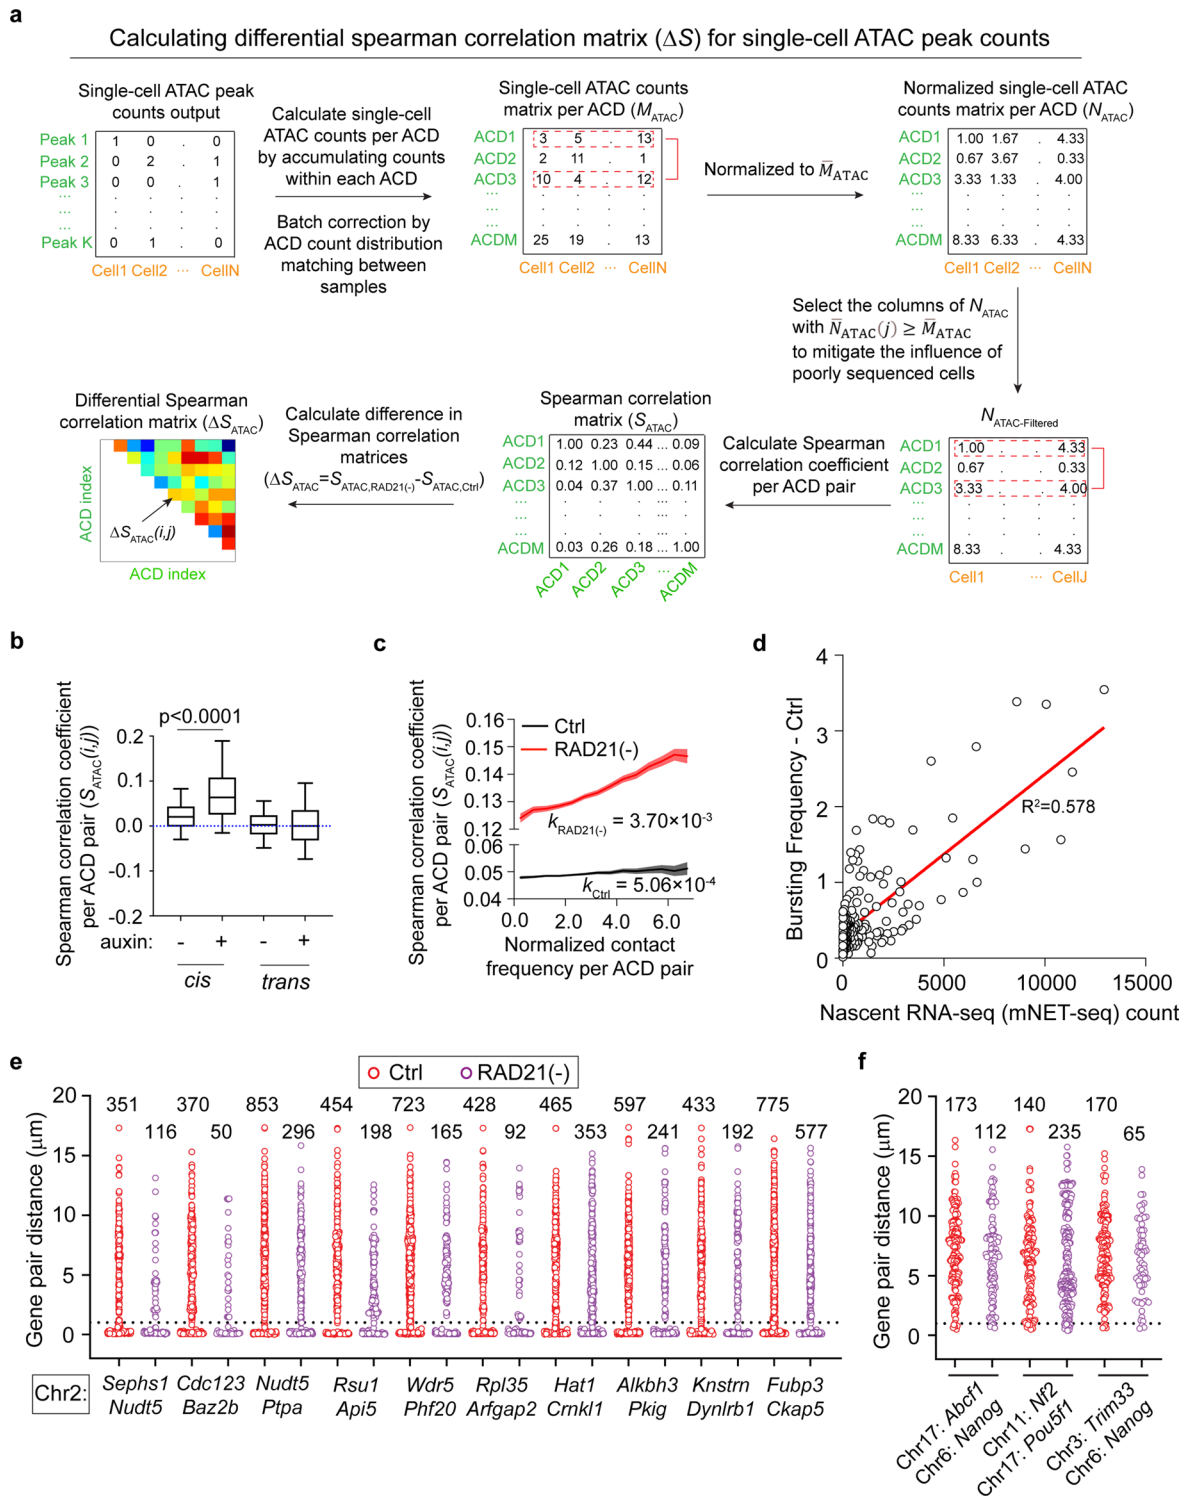 a
Calculating differential spearman correlation matrix (ΔS) for single-cell ATAC peak counts
Single-cell ATAC peak
counts output
Peak 1 1 0 . 0
Peak 2 0 2 . 1
Peak 3 0 0 . 1
... . . . .
... . . . .
Peak K 0 1 . 0
Cell1 Cell2 ... CellN
Calculate single-cell
ATAC counts per ACD
by accumulating counts
within each ACD
Batch correction by
ACD count distribution
matching between
samples
Single-cell ATAC counts
matrix per ACD (M_ATAC)
ACD1 3 5 . 13
ACD2 2 11 . 1
ACD3 10 4 . 12
... . . . .
... . . . .
ACDM 25 19 . 13
Cell1 Cell2 ... CellN
Normalized to M̅_ATAC
Normalized single-cell ATAC
counts matrix per ACD (N_ATAC)
ACD1 1.00 1.67 . 4.33
ACD2 0.67 3.67 . 0.33
ACD3 3.33 1.33 . 4.00
... . . . .
... . . . .
ACDM 8.33 6.33 . 4.33
Cell1 Cell2 ... CellN
Select the columns of N_ATAC
with N̅_ATAC(j) ≥ M̅_ATAC
to mitigate the influence of
poorly sequenced cells
N_ATAC-Filtered
ACD1 1.00 . . 4.33
ACD2 0.67 . . 0.33
ACD3 3.33 . . 4.00
... . . . .
... . . . .
ACDM 8.33 . . 4.33
Cell1 ... CellJ
Calculate Spearman
correlation coefficient
per ACD pair
Spearman correlation
matrix (S_ATAC)
ACD1 1.00 0.23 0.44 ... 0.09
ACD2 0.12 1.00 0.15 ... 0.06
ACD3 0.04 0.37 1.00 ... 0.11
... . . . ... .
... . . . ... .
ACDM 0.03 0.26 0.18 ... 1.00
ACD1 ACD2 ACD3 ... ACDM
Calculate difference in
Spearman correlation
matrices
(ΔS_ATAC=S_ATAC,RAD21(-)-S_ATAC,Ctrl)
Differential Spearman
correlation matrix (ΔS_ATAC)
ACD index
ΔS_ATAC(i,j)
ACD index
b
Spearman correlation coefficient
per ACD pair (S_ATAC(i,j))
p<0.0001
0.2
0.1
0.0
-0.1
-0.2
auxin: - + - +
cis trans
c
Spearman correlation coefficient
per ACD pair (S_ATAC(i,j))
0.16
0.15
0.14
0.13
0.12
0.06
0.05
0.04
Ctrl
RAD21(-)
k_RAD21(-) = 3.70×10⁻³
k_Ctrl = 5.06×10⁻⁴
0.0 2.0 4.0 6.0
Normalized contact
frequency per ACD pair
d
Bursting Frequency - Ctrl
4
3
2
1
0
R²=0.578
0 5000 10000 15000
Nascent RNA-seq (mNET-seq) count
e
Ctrl RAD21(-)
Gene pair distance (μm)
20
15
10
5
0
351 370 853 454 723 428 465 597 433 775
116 50 296 198 165 92 353 241 192 577
Chr2:
Sephs1 Cdc123 Nudt5 Rsu1 Wdr5 Rpl35 Hat1 Alkbh3 Knstrn Fubp3
Nudt5 Baz2b Ptpa Api5 Phf20 Arfgap2 Crnkl1 Pkig Dynlrb1 Ckap5
f
Gene pair distance (μm)
20
15
10
5
0
173 140 170
112 235 65
Chr17: Abcf1
Chr6: Nanog
Chr11: Nf2
Chr17: Pou5f1
Chr3: Trim33
Chr6: Nanog